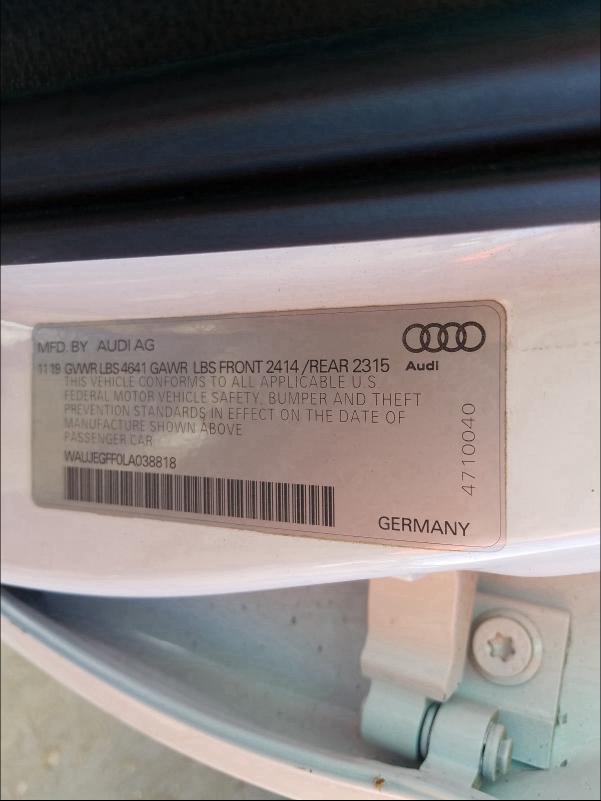 MFD. BY AUDI AG
11 19 GVWR LBS 4641 GAWR LBS FRONT 2414 /REAR 2315
Audi
THIS VEHICLE CONFORMS TO ALL APPLICABLE U.S
FEDERAL MOTOR VEHICLE SAFETY, BUMPER AND THEFT
PREVENTION STANDARDS IN EFFECT ON THE DATE OF
MANUFACTURE SHOWN ABOVE
PASSENGER CAR
WAUJEGFF0LA038818
4710040
GERMANY